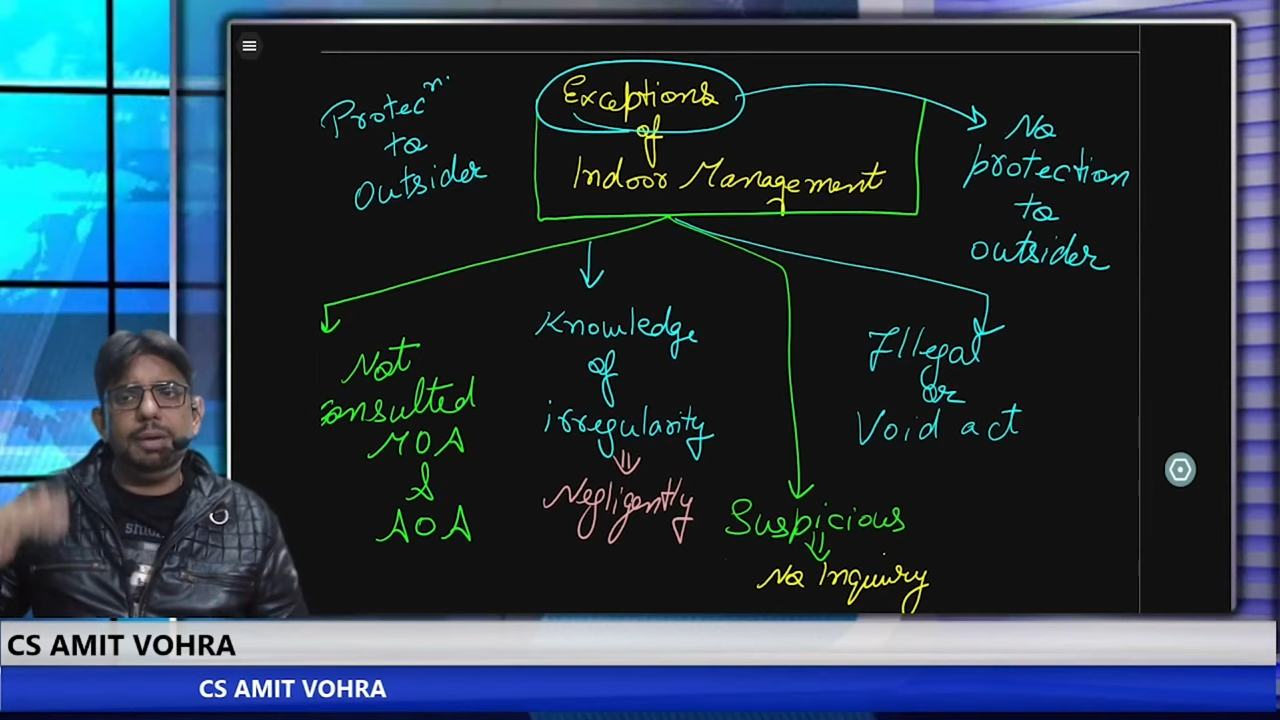 Protecⁿ·
to
Outsider
Exceptions
of
Indoor Management
No
protection
to
outsider
Not
onsulted
MOA
&
AOA
Knowledge
of
irregularity
Negligently
Suspicious
No Inquiry
Illegal
or
Void act
CS AMIT VOHRA
CS AMIT VOHRA